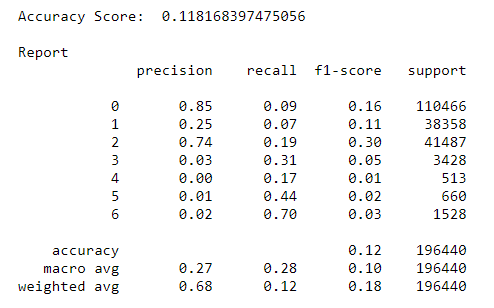 Accuracy Score:  0.118168397475056
Report
precision    recall  f1-score   support
0       0.85      0.09      0.16    110466
1       0.25      0.07      0.11     38358
2       0.74      0.19      0.30     41487
3       0.03      0.31      0.05      3428
4       0.00      0.17      0.01       513
5       0.01      0.44      0.02       660
6       0.02      0.70      0.03      1528
accuracy                           0.12    196440
macro avg       0.27      0.28      0.10    196440
weighted avg       0.68      0.12      0.18    196440